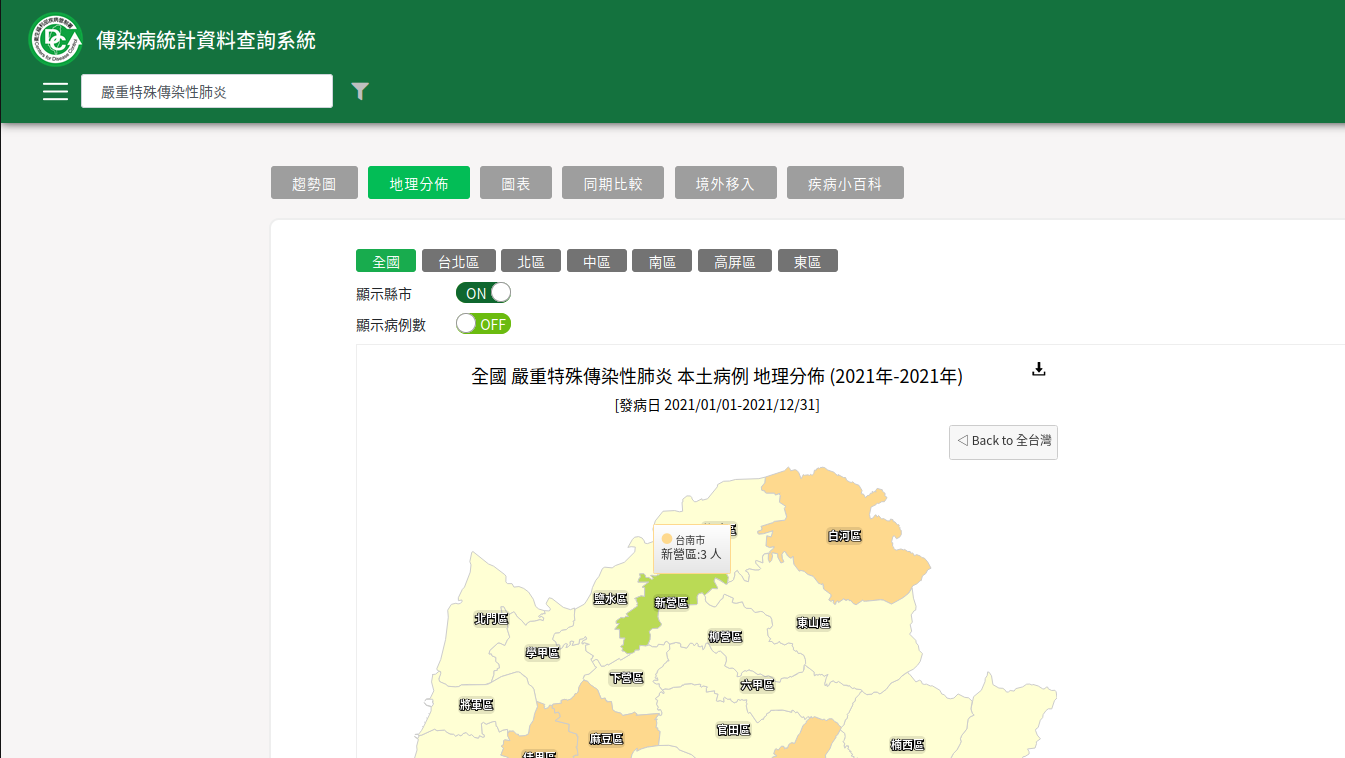 傳染病統計資料查詢系統
嚴重特殊傳染性肺炎
趨勢圖 地理分佈 圖表 同期比較 境外移入 疾病小百科
全國 台北區 北區 中區 南區 高屏區 東區
顯示縣市 ON
顯示病例數 OFF
全國 嚴重特殊傳染性肺炎 本土病例 地理分佈 (2021年-2021年)
[發病日 2021/01/01-2021/12/31]
◁ Back to 全台灣
白河區
台南市
新營區:3 人
鹽水區
新營區
北門區
東山區
柳營區
學甲區
下營區
六甲區
將軍區
官田區
麻豆區
楠西區